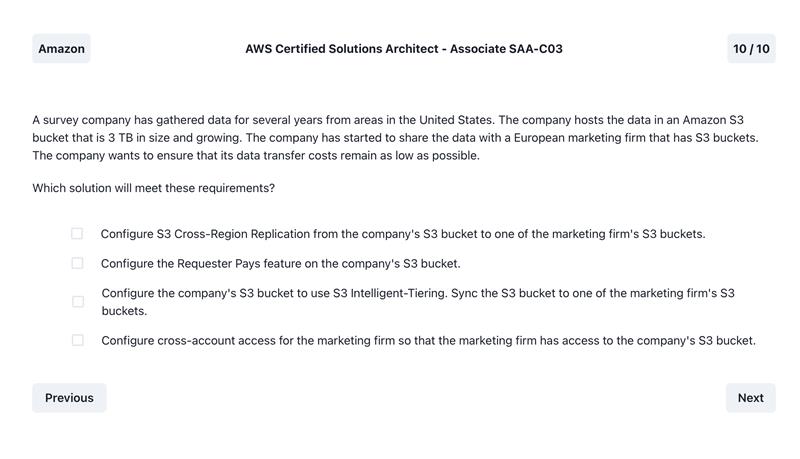 Amazon
AWS Certified Solutions Architect - Associate SAA-C03
10 / 10
A survey company has gathered data for several years from areas in the United States. The company hosts the data in an Amazon S3
bucket that is 3 TB in size and growing. The company has started to share the data with a European marketing firm that has S3 buckets.
The company wants to ensure that its data transfer costs remain as low as possible.
Which solution will meet these requirements?
Configure S3 Cross-Region Replication from the company's S3 bucket to one of the marketing firm's S3 buckets.
Configure the Requester Pays feature on the company's S3 bucket.
Configure the company's S3 bucket to use S3 Intelligent-Tiering. Sync the S3 bucket to one of the marketing firm's S3
buckets.
Configure cross-account access for the marketing firm so that the marketing firm has access to the company's S3 bucket.
Previous
Next